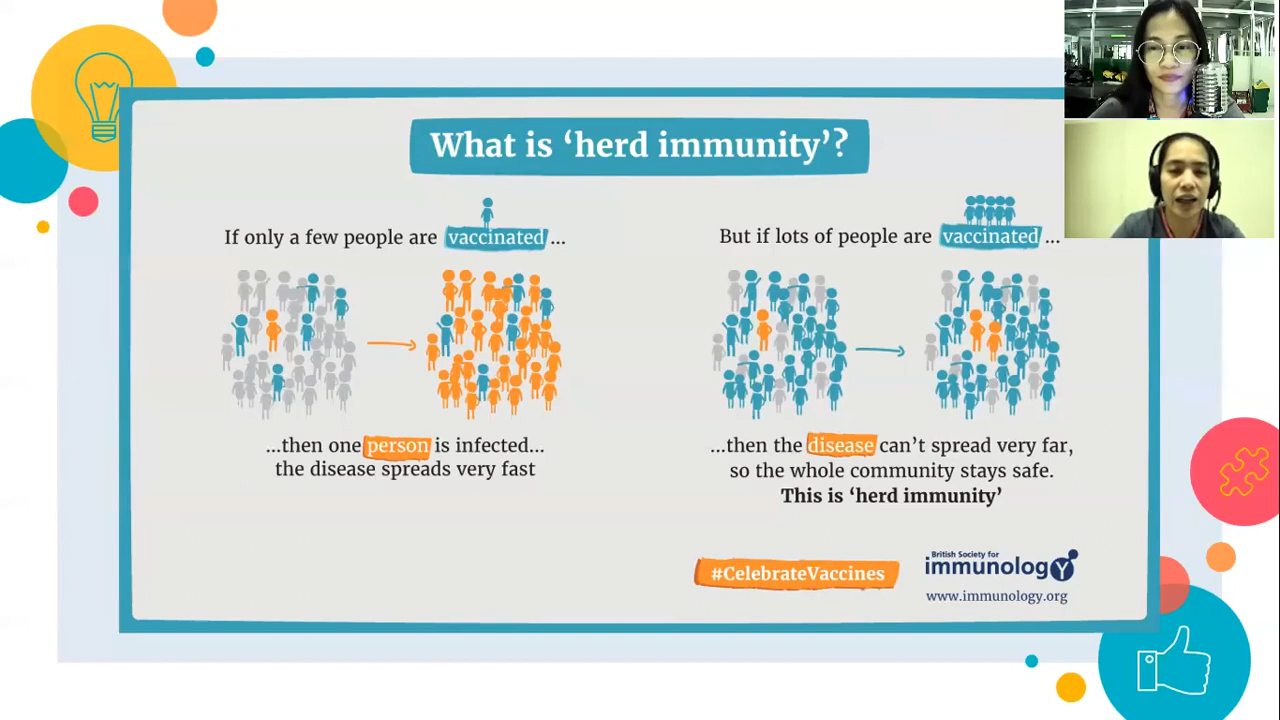 What is ‘herd immunity’?
If only a few people are vaccinated ...
...then one person is infected...
the disease spreads very fast
But if lots of people are vaccinated ...
...then the disease can’t spread very far,
so the whole community stays safe.
This is ‘herd immunity’
#CelebrateVaccines
British Society for
immunology
www.immunology.org